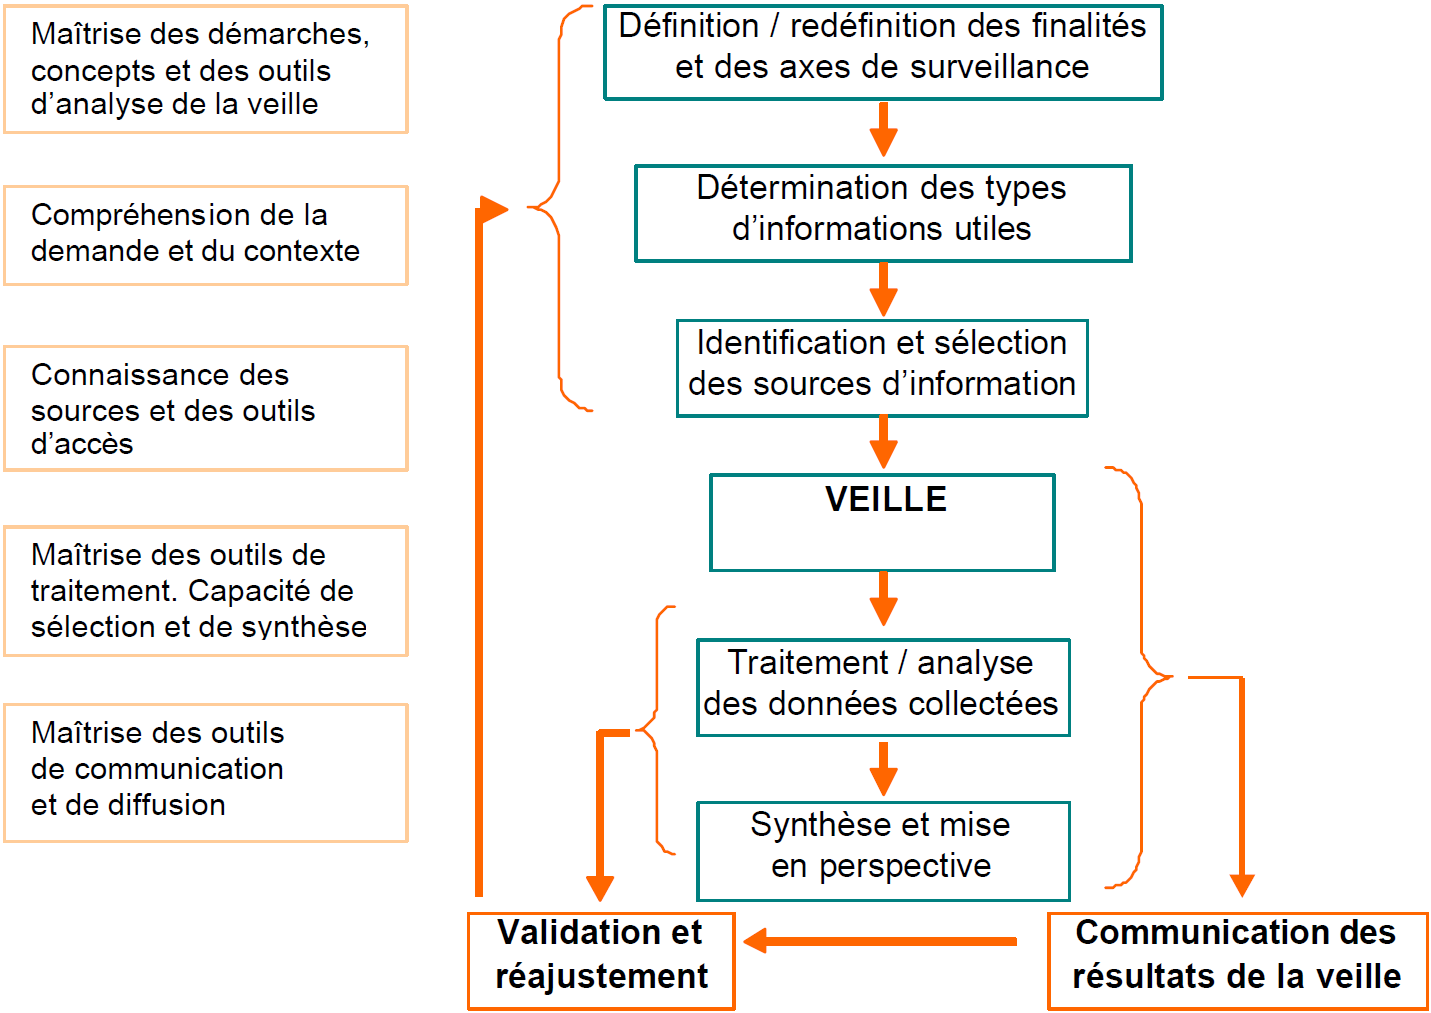 Maîtrise des démarches,
concepts et des outils
d’analyse de la veille
Compréhension de la
demande et du contexte
Connaissance des
sources et des outils
d’accès
Maîtrise des outils de
traitement. Capacité de
sélection et de synthèse
Maîtrise des outils
de communication
et de diffusion
Définition / redéfinition des finalités
et des axes de surveillance
Détermination des types
d’informations utiles
Identification et sélection
des sources d’information
VEILLE
Traitement / analyse
des données collectées
Synthèse et mise
en perspective
Validation et
réajustement
Communication des
résultats de la veille